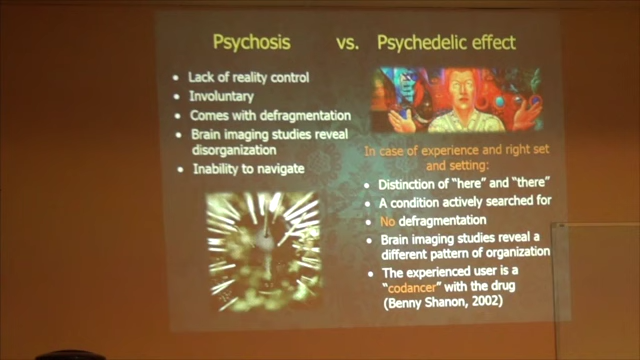 Psychosis vs. Psychedelic effect
• Lack of reality control
• Involuntary
• Comes with defragmentation
• Brain imaging studies reveal
disorganization
• Inability to navigate
In case of experience and right set
and setting:
• Distinction of “here” and “there”
• A condition actively searched for
• No defragmentation
• Brain imaging studies reveal a
different pattern of organization
• The experienced user is a
“codancer” with the drug
(Benny Shanon, 2002)